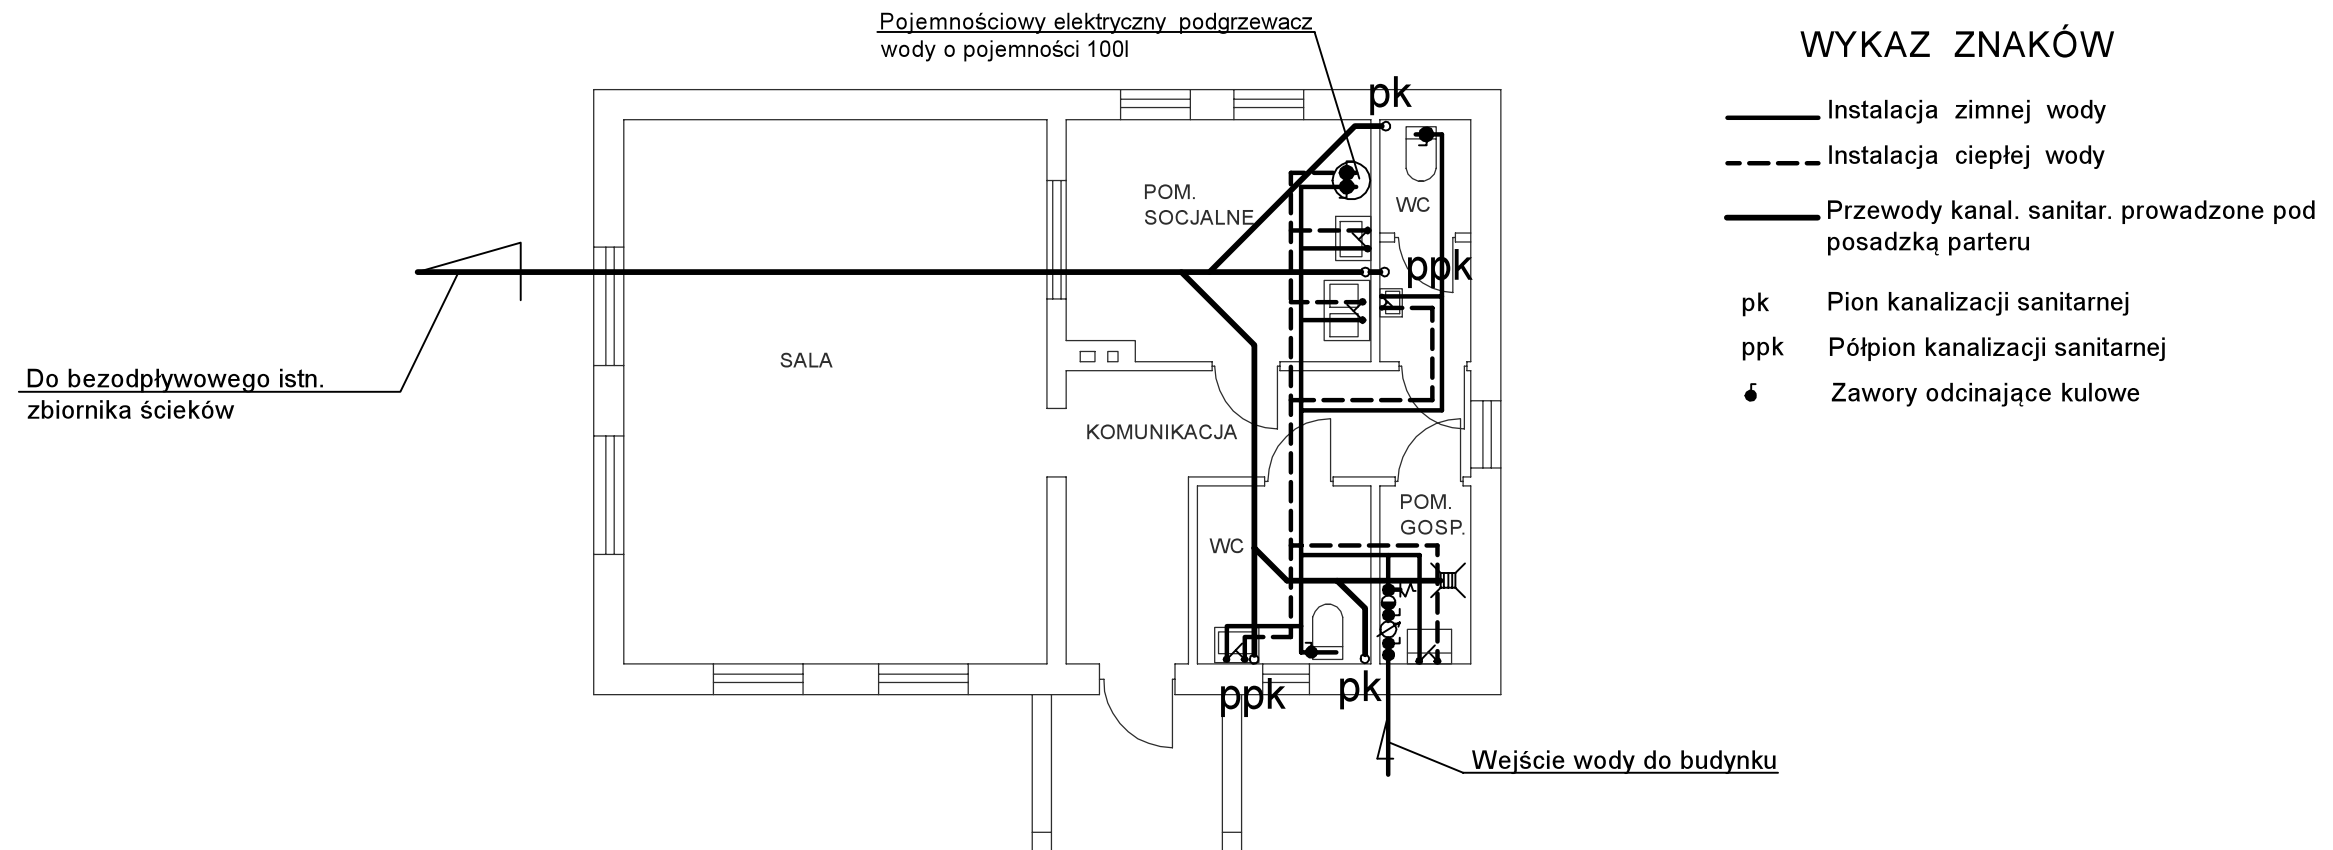 Pojemnościowy elektryczny podgrzewacz
wody o pojemności 100l
WYKAZ ZNAKÓW
Instalacja zimnej wody
Instalacja ciepłej wody
Przewody kanal. sanitar. prowadzone pod
posadzką parteru
pk Pion kanalizacji sanitarnej
ppk Półpion kanalizacji sanitarnej
Zawory odcinające kulowe
pk
POM.
SOCJALNE
WC
ppk
SALA
Do bezodpływowego istn.
zbiornika ścieków
KOMUNIKACJA
POM.
GOSP.
WC
ppk
pk
Wejście wody do budynku